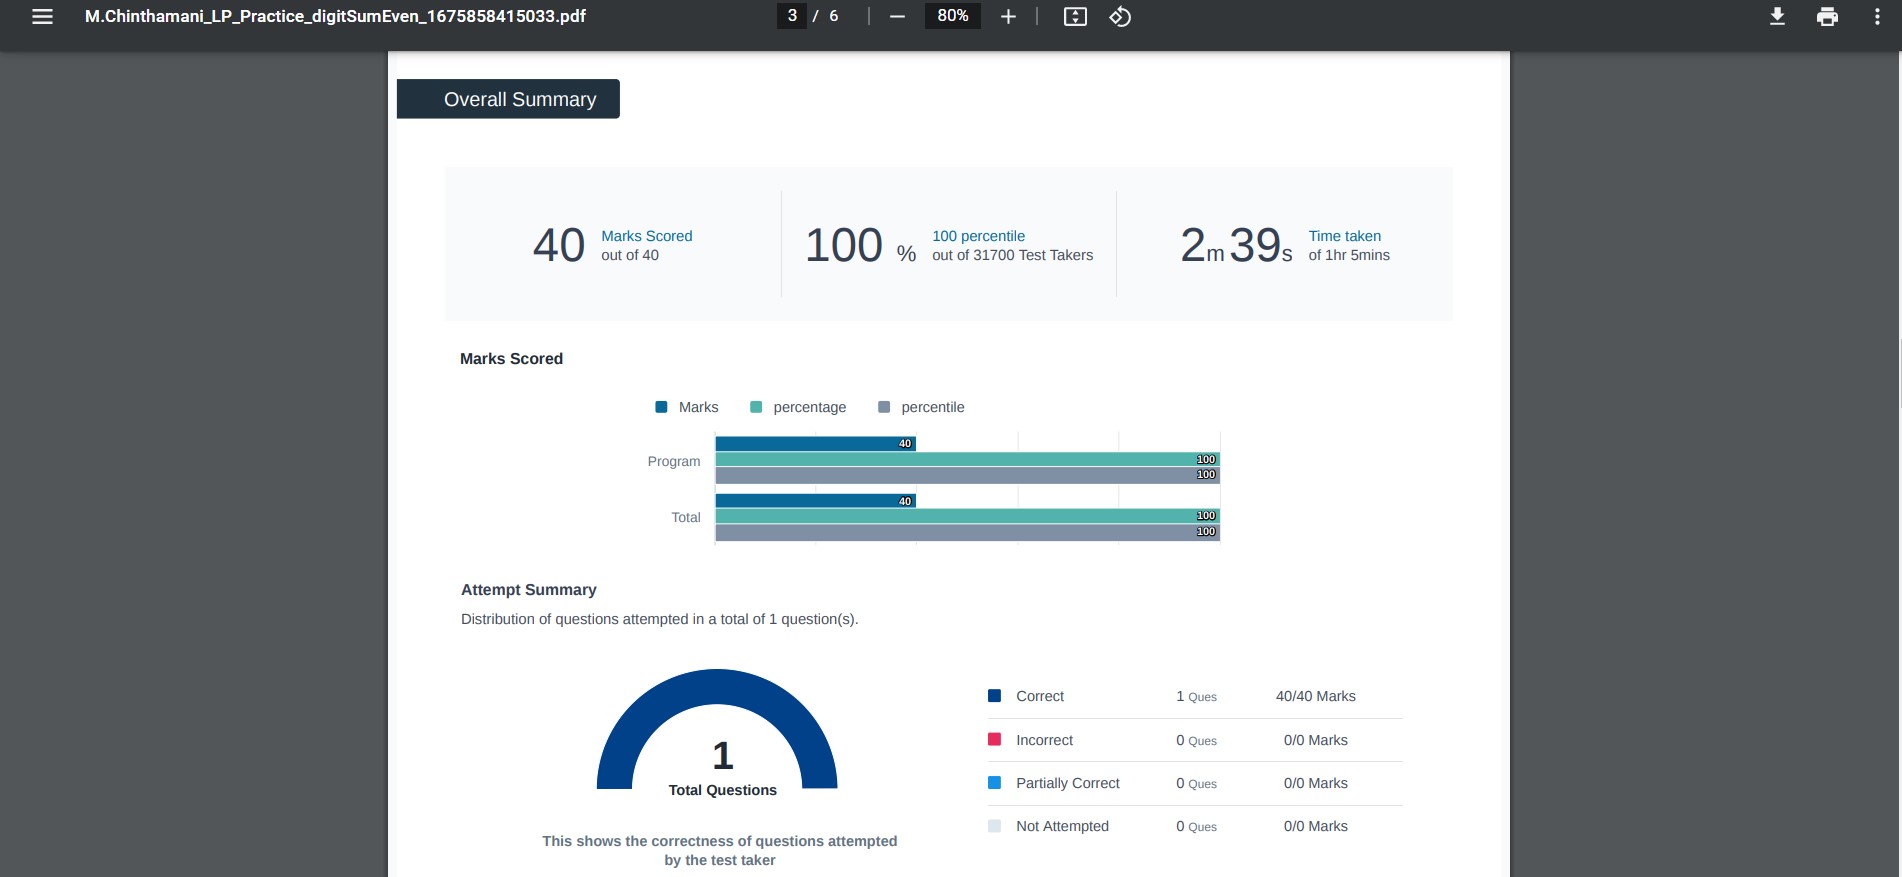 M.Chinthamani_LP_Practice_digitSumEven_1675858415033.pdf
3 / 6
80%
Overall Summary
40 Marks Scored
out of 40
100 % 100 percentile
out of 31700 Test Takers
2m 39s Time taken
of 1hr 5mins
Marks Scored
Marks percentage percentile
Program 40
100
100
Total 40
100
100
Attempt Summary
Distribution of questions attempted in a total of 1 question(s).
1
Total Questions
This shows the correctness of questions attempted
by the test taker
Correct 1 Ques 40/40 Marks
Incorrect 0 Ques 0/0 Marks
Partially Correct 0 Ques 0/0 Marks
Not Attempted 0 Ques 0/0 Marks